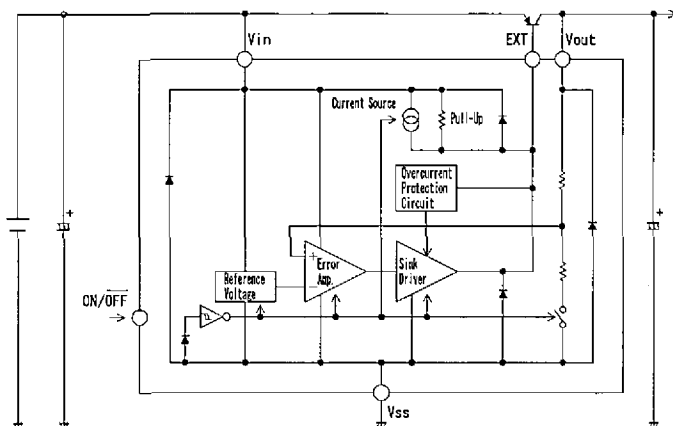 Vin
EXT
Vout
Current Source
Pull-Up
Overcurrent
Protection
Circuit
+
+
+
Error
Amp.
-
Sink
Driver
Reference
Voltage
ON/OFF
Vss